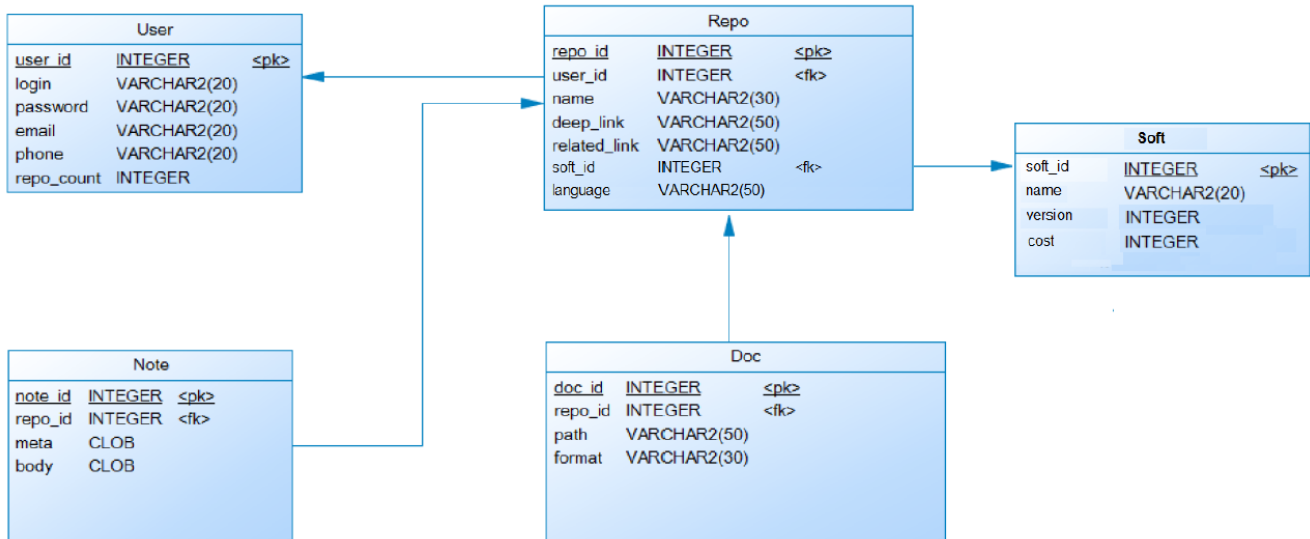 User
user_id INTEGER <pk>
login VARCHAR2(20)
password VARCHAR2(20)
email VARCHAR2(20)
phone VARCHAR2(20)
repo_count INTEGER
Repo
repo_id INTEGER <pk>
user_id INTEGER <fk>
name VARCHAR2(30)
deep_link VARCHAR2(50)
related_link VARCHAR2(50)
soft_id INTEGER <fk>
language VARCHAR2(50)
Soft
soft_id INTEGER <pk>
name VARCHAR2(20)
version INTEGER
cost INTEGER
Note
note_id INTEGER <pk>
repo_id INTEGER <fk>
meta CLOB
body CLOB
Doc
doc_id INTEGER <pk>
repo_id INTEGER <fk>
path VARCHAR2(50)
format VARCHAR2(30)